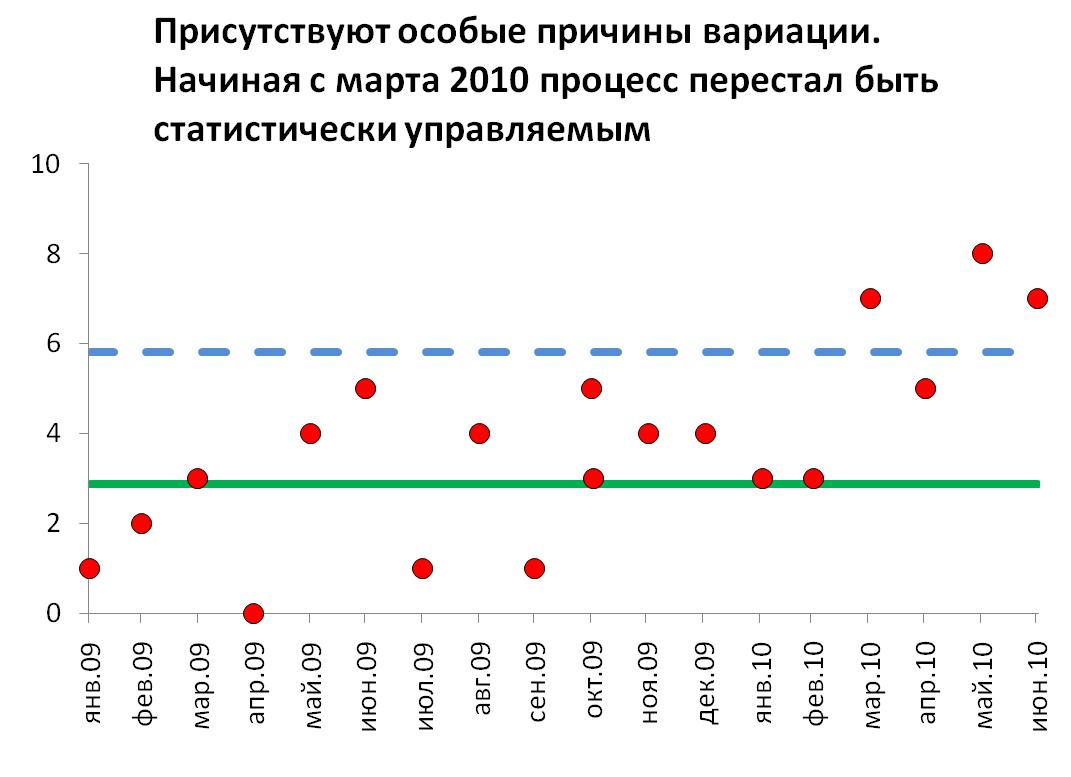 Присутствуют особые причины вариации.
Начиная с марта 2010 процесс перестал быть
статистически управляемым
10
8
6
4
2
0
янв.09
фев.09
мар.09
апр.09
май.09
июн.09
июл.09
авг.09
сен.09
окт.09
ноя.09
дек.09
янв.10
фев.10
мар.10
апр.10
май.10
июн.10